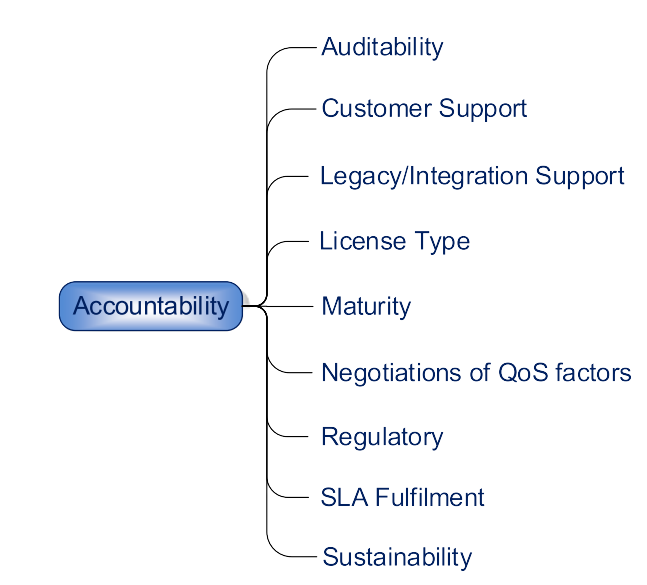 Auditability
Customer Support
Legacy/Integration Support
License Type
Accountability
Maturity
Negotiations of QoS factors
Regulatory
SLA Fulfilment
Sustainability